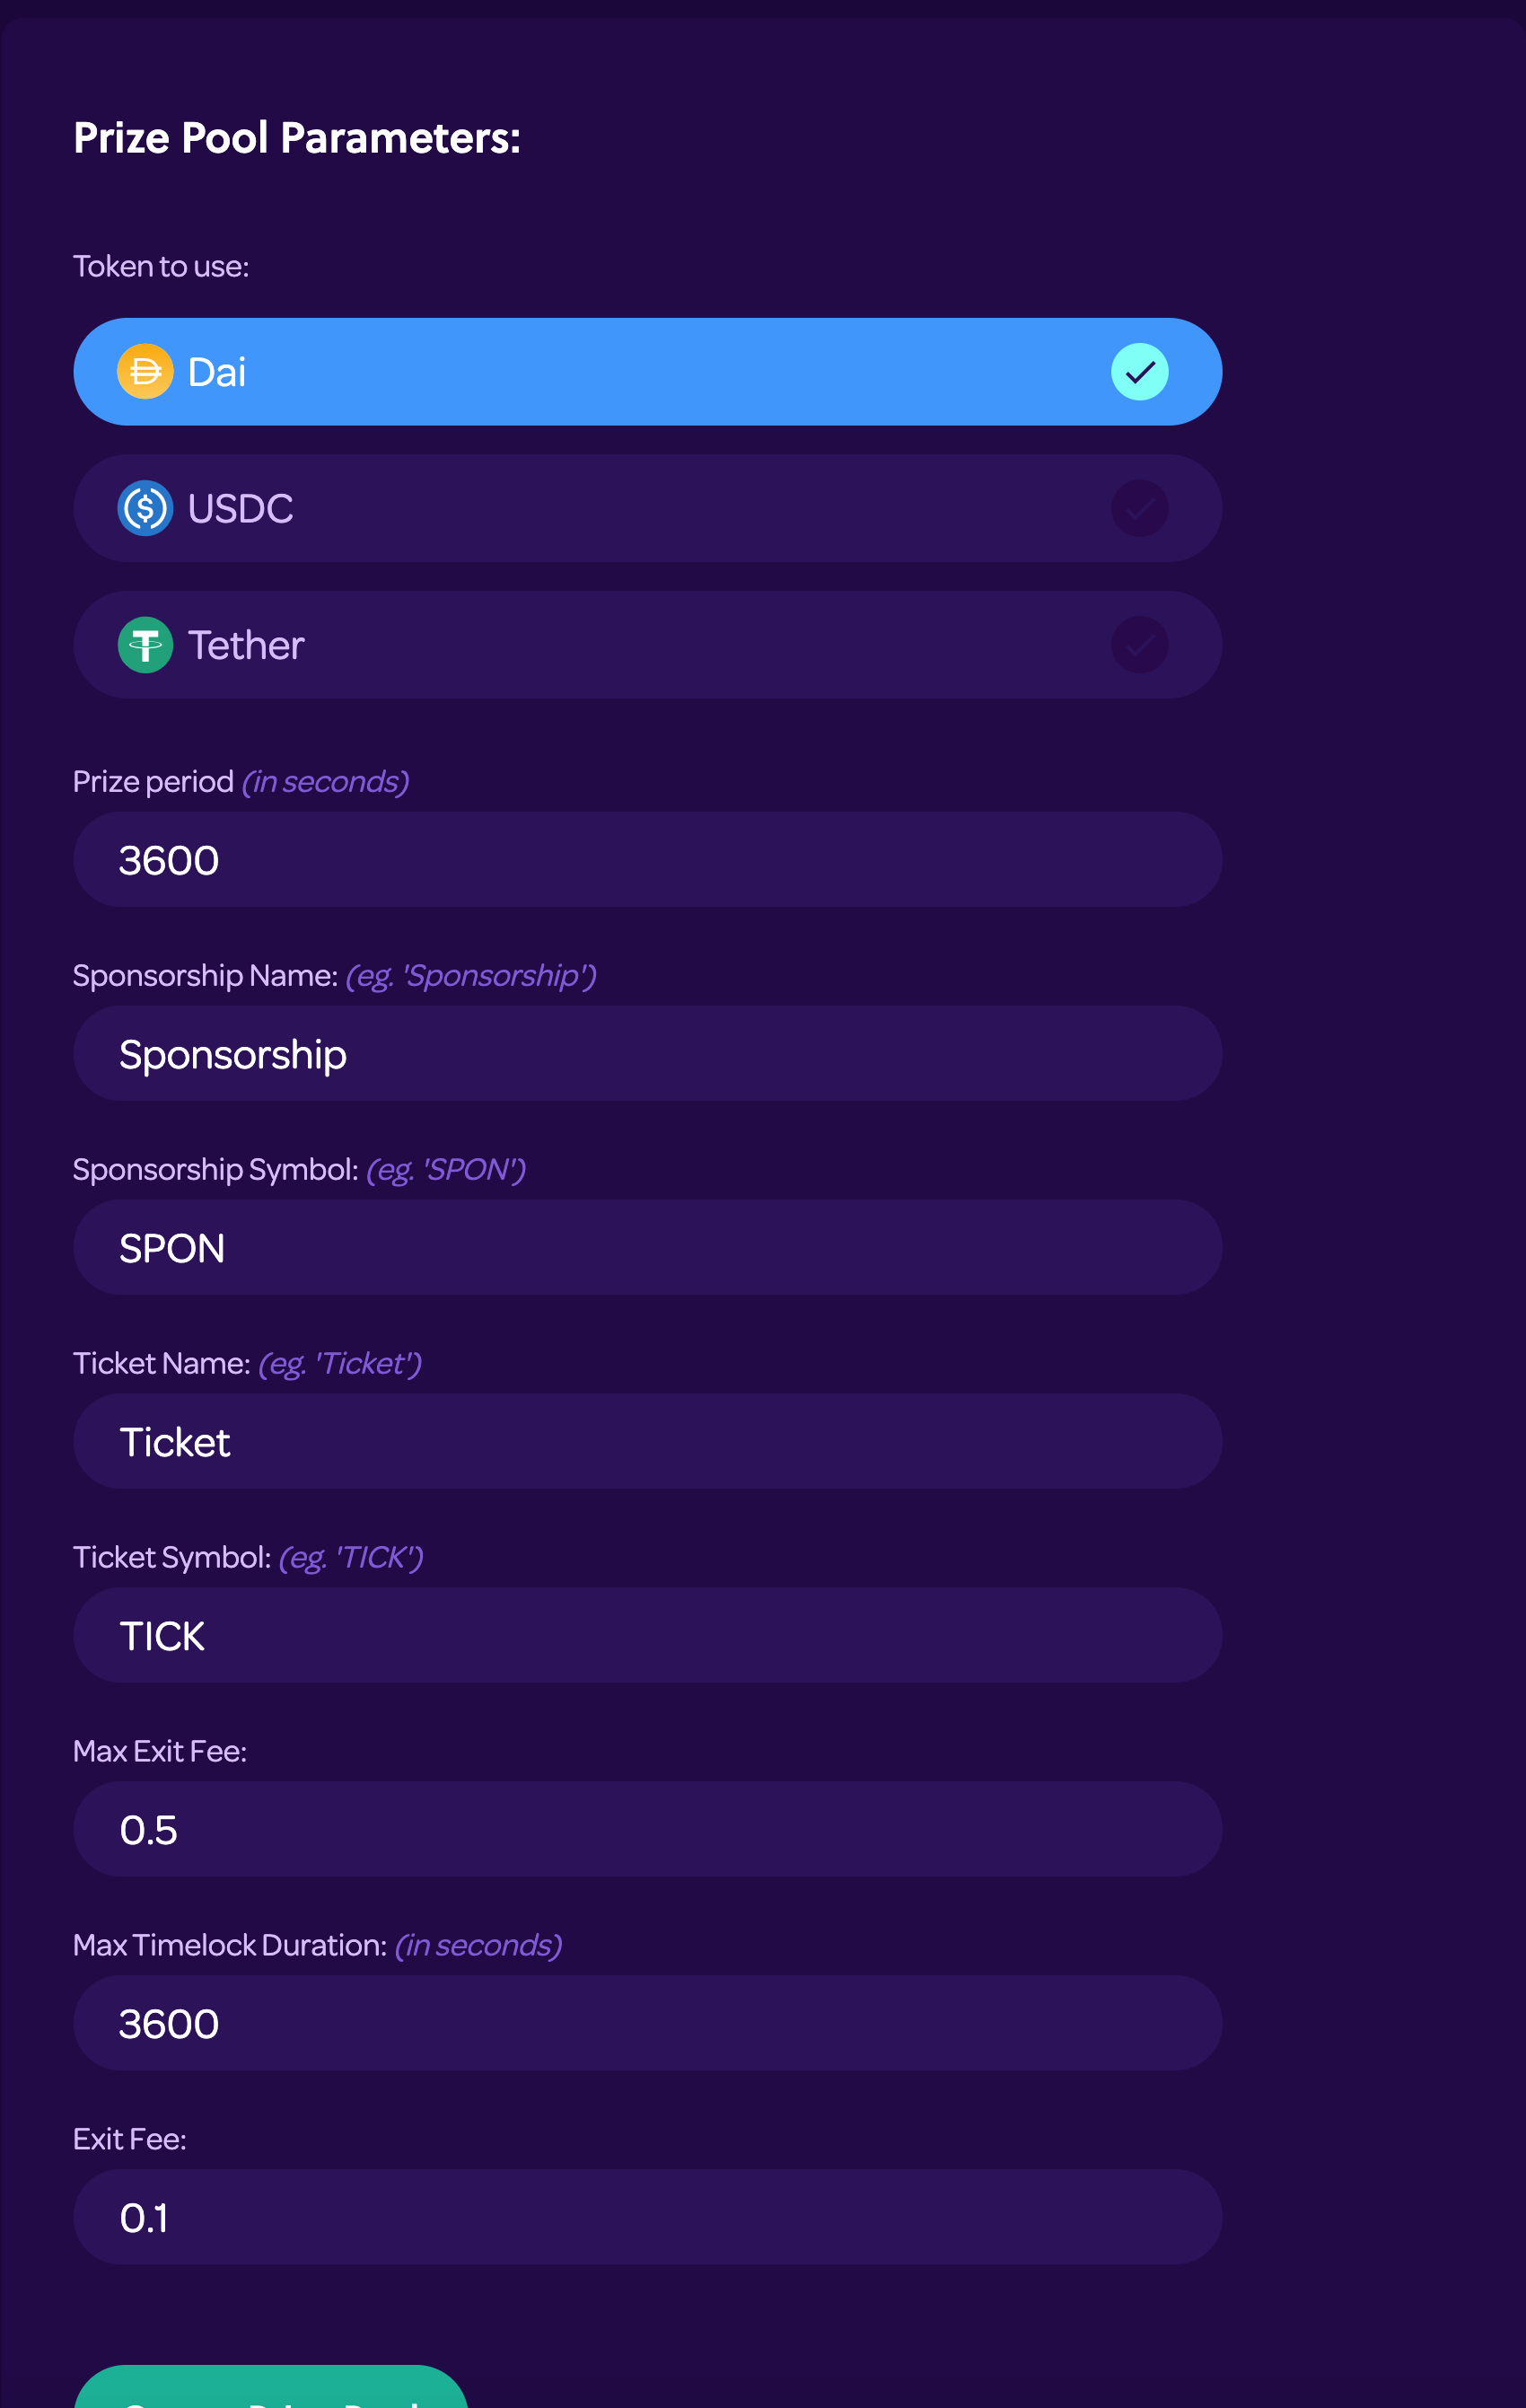 Prize Pool Parameters:
Token to use:
Dai
USDC
Tether
Prize period (in seconds)
3600
Sponsorship Name: (eg. 'Sponsorship')
Sponsorship
Sponsorship Symbol: (eg. 'SPON')
SPON
Ticket Name: (eg. 'Ticket')
Ticket
Ticket Symbol: (eg. 'TICK')
TICK
Max Exit Fee:
0.5
Max Timelock Duration: (in seconds)
3600
Exit Fee:
0.1